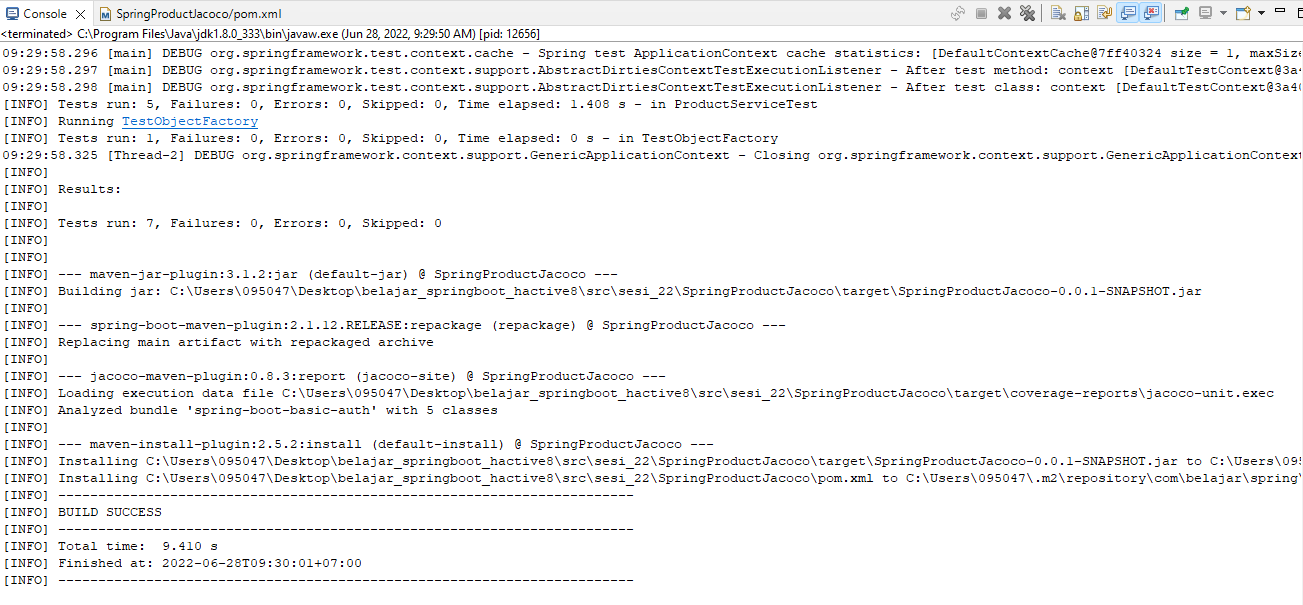 Console
SpringProductJacoco/pom.xml
<terminated> C:\Program Files\Java\jdk1.8.0_333\bin\javaw.exe (Jun 28, 2022, 9:29:50 AM) [pid: 12656]
09:29:58.296 [main] DEBUG org.springframework.test.context.cache - Spring test ApplicationContext cache statistics: [DefaultContextCache@7ff40324 size = 1, maxSize
09:29:58.297 [main] DEBUG org.springframework.test.context.support.AbstractDirtiesContextTestExecutionListener - After test method: context [DefaultTestContext@3a4
09:29:58.298 [main] DEBUG org.springframework.test.context.support.AbstractDirtiesContextTestExecutionListener - After test class: context [DefaultTestContext@3a40
[INFO] Tests run: 5, Failures: 0, Errors: 0, Skipped: 0, Time elapsed: 1.408 s - in ProductServiceTest
[INFO] Running TestObjectFactory
[INFO] Tests run: 1, Failures: 0, Errors: 0, Skipped: 0, Time elapsed: 0 s - in TestObjectFactory
09:29:58.325 [Thread-2] DEBUG org.springframework.context.support.GenericApplicationContext - Closing org.springframework.context.support.GenericApplicationContext
[INFO]
[INFO] Results:
[INFO]
[INFO] Tests run: 7, Failures: 0, Errors: 0, Skipped: 0
[INFO]
[INFO]
[INFO] --- maven-jar-plugin:3.1.2:jar (default-jar) @ SpringProductJacoco ---
[INFO] Building jar: C:\Users\095047\Desktop\belajar_springboot_hactive8\src\sesi_22\SpringProductJacoco\target\SpringProductJacoco-0.0.1-SNAPSHOT.jar
[INFO]
[INFO] --- spring-boot-maven-plugin:2.1.12.RELEASE:repackage (repackage) @ SpringProductJacoco ---
[INFO] Replacing main artifact with repackaged archive
[INFO]
[INFO] --- jacoco-maven-plugin:0.8.3:report (jacoco-site) @ SpringProductJacoco ---
[INFO] Loading execution data file C:\Users\095047\Desktop\belajar_springboot_hactive8\src\sesi_22\SpringProductJacoco\target\coverage-reports\jacoco-unit.exec
[INFO] Analyzed bundle 'spring-boot-basic-auth' with 5 classes
[INFO]
[INFO] --- maven-install-plugin:2.5.2:install (default-install) @ SpringProductJacoco ---
[INFO] Installing C:\Users\095047\Desktop\belajar_springboot_hactive8\src\sesi_22\SpringProductJacoco\target\SpringProductJacoco-0.0.1-SNAPSHOT.jar to C:\Users\095
[INFO] Installing C:\Users\095047\Desktop\belajar_springboot_hactive8\src\sesi_22\SpringProductJacoco\pom.xml to C:\Users\095047\.m2\repository\com\belajar\spring\
[INFO] ------------------------------------------------------------------------
[INFO] BUILD SUCCESS
[INFO] ------------------------------------------------------------------------
[INFO] Total time:  9.410 s
[INFO] Finished at: 2022-06-28T09:30:01+07:00
[INFO] ------------------------------------------------------------------------